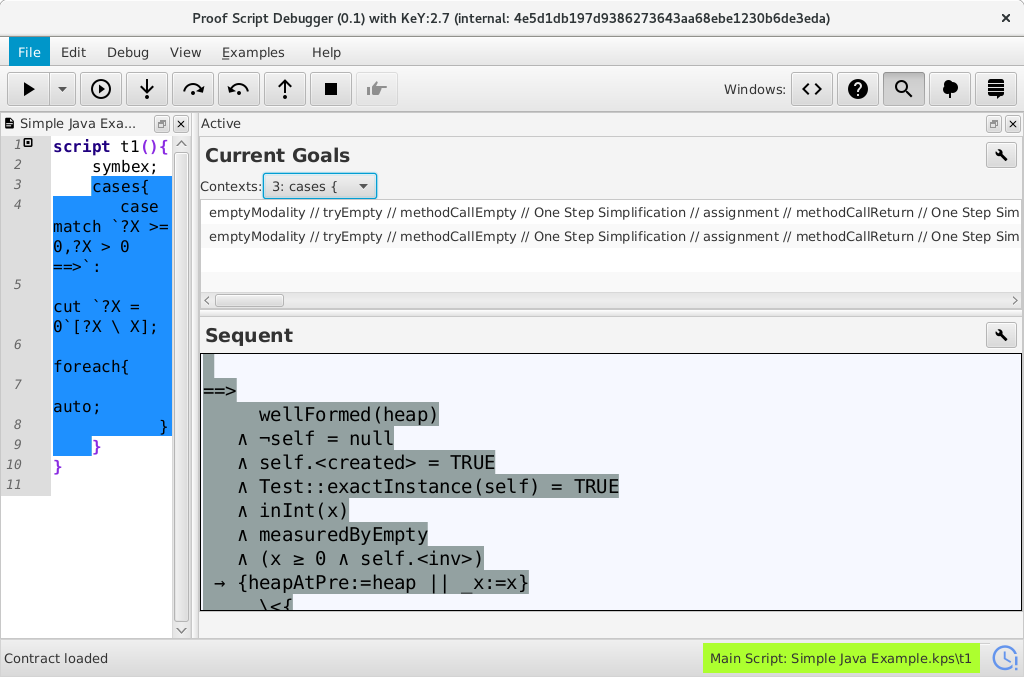 Proof Script Debugger (0.1) with KeY:2.7 (internal: 4e5d1db197d9386273643aa68ebe1230b6de3eda)
File Edit Debug View Examples Help
Windows:
Simple Java Exa...
1 script t1(){
2 symbex;
3 cases{
4 case
match `?X >=
0,?X > 0
==>`:
5
cut `?X =
0`[?X \ X];
6
foreach{
7
auto;
8 }
9 }
10 }
11
Active
Current Goals
Contexts: 3: cases {
emptyModality // tryEmpty // methodCallEmpty // One Step Simplification // assignment // methodCallReturn // One Step Sim
emptyModality // tryEmpty // methodCallEmpty // One Step Simplification // assignment // methodCallReturn // One Step Sim
Sequent
==>
wellFormed(heap)
∧ ¬self = null
∧ self.<created> = TRUE
∧ Test::exactInstance(self) = TRUE
∧ inInt(x)
∧ measuredByEmpty
∧ (x ≥ 0 ∧ self.<inv>)
→ {heapAtPre:=heap || _x:=x}
\<{
Contract loaded
Main Script: Simple Java Example.kps\t1